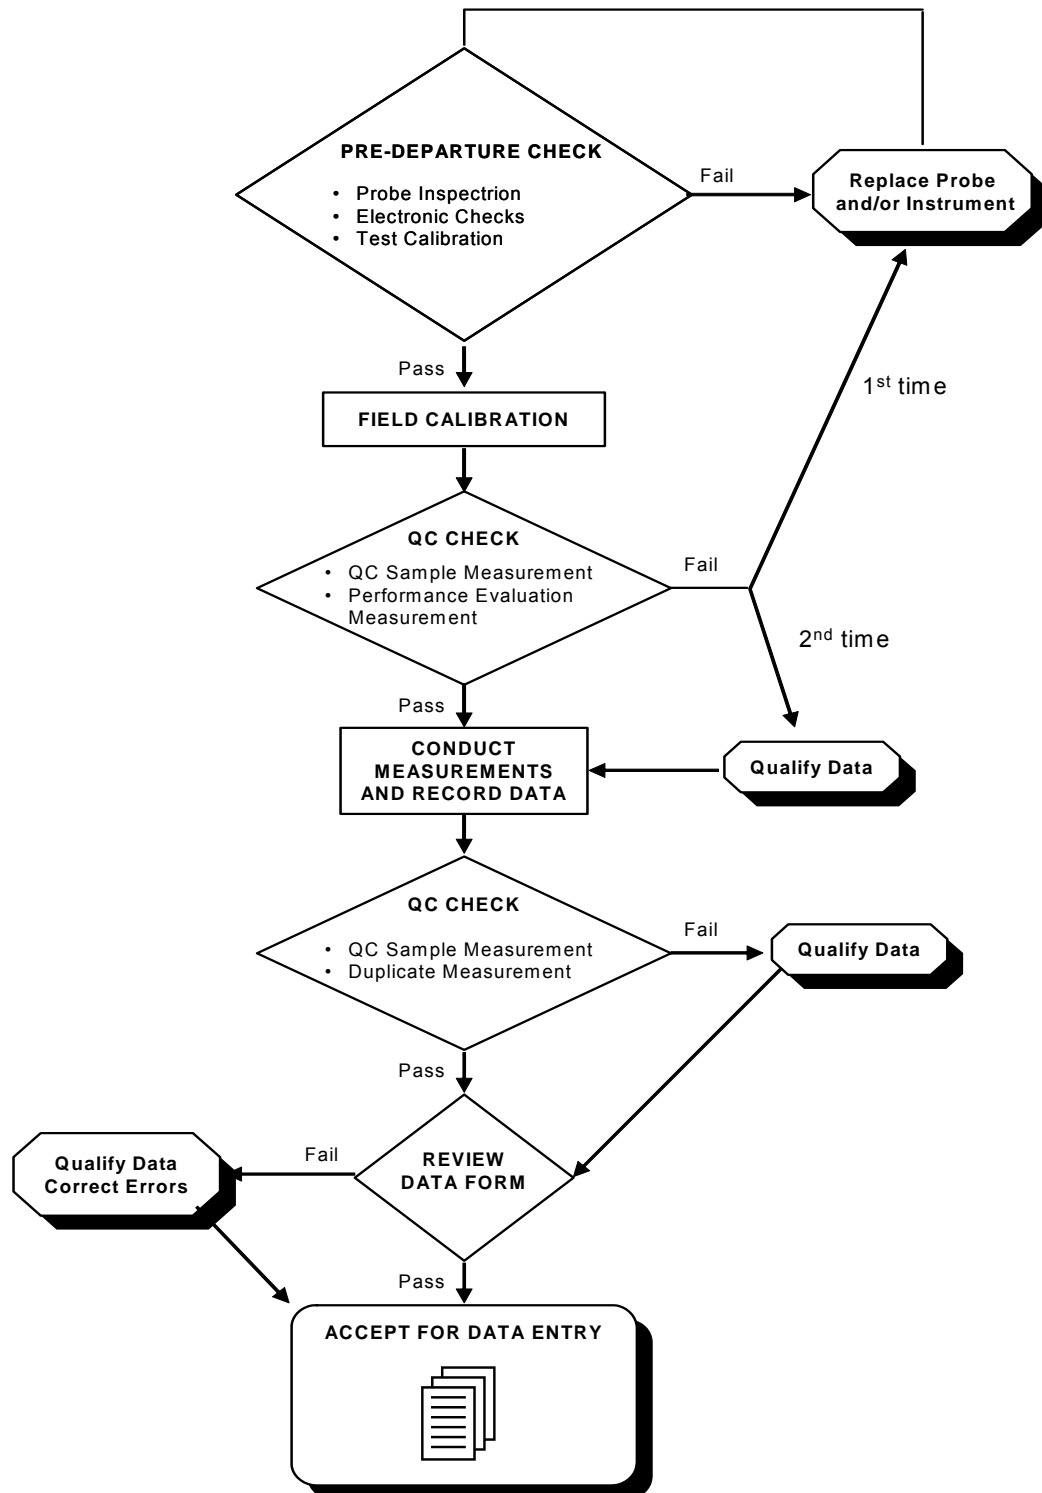 PRE-DEPARTURE CHECK
• Probe Inspectrion
• Electronic Checks
• Test Calibration
Fail
Replace Probe
and/or Instrument
Pass
1st time
FIELD CALIBRATION
QC CHECK
• QC Sample Measurement
• Performance Evaluation
Measurement
Fail
2nd time
Pass
CONDUCT
MEASUREMENTS
AND RECORD DATA
Qualify Data
QC CHECK
• QC Sample Measurement
• Duplicate Measurement
Fail
Qualify Data
Pass
REVIEW
DATA FORM
Fail
Qualify Data
Correct Errors
Pass
ACCEPT FOR DATA ENTRY